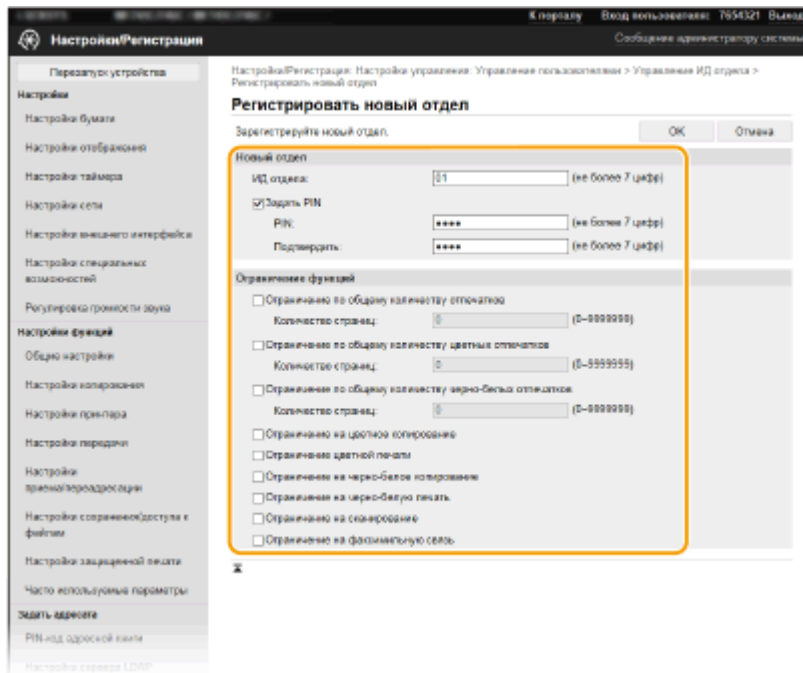 К порталу Вход пользователя: 7654321 Выход
Настройки/Регистрация
Сообщение администратору системы
Перезапуск устройства
Настройки
Настройки бумаги
Настройки отображения
Настройки таймера
Настройки сети
Настройки внешнего интерфейса
Настройки специальных
возможностей
Регулировка громкости звука
Настройки функций
Общие настройки
Настройки копирования
Настройки принтера
Настройки передачи
Настройки
приема/переадресации
Настройки сохранения/доступа к
файлам
Настройки защищенной печати
Часто используемые параметры
Задать адресата
PIN-код адресной книги
Настройки сервера LDAP
Настройки/Регистрация: Настройки управления: Управление пользователями > Управление ИД отдела >
Регистрировать новый отдел
Регистрировать новый отдел
Зарегистрируйте новый отдел.
OK Отмена
Новый отдел
ИД отдела: 01 (не более 7 цифр)
Задать PIN
PIN: •••• (не более 7 цифр)
Подтвердить: •••• (не более 7 цифр)
Ограничение функций
Ограничение по общему количеству отпечатков
Количество страниц: 0 (0-9999999)
Ограничение по общему количеству цветных отпечатков
Количество страниц: 0 (0-9999999)
Ограничение по общему количеству черно-белых отпечатков
Количество страниц: 0 (0-9999999)
Ограничение на цветное копирование
Ограничение цветной печати
Ограничение на черно-белое копирование
Ограничение на черно-белую печать
Ограничение на сканирование
Ограничение на факсимильную связь